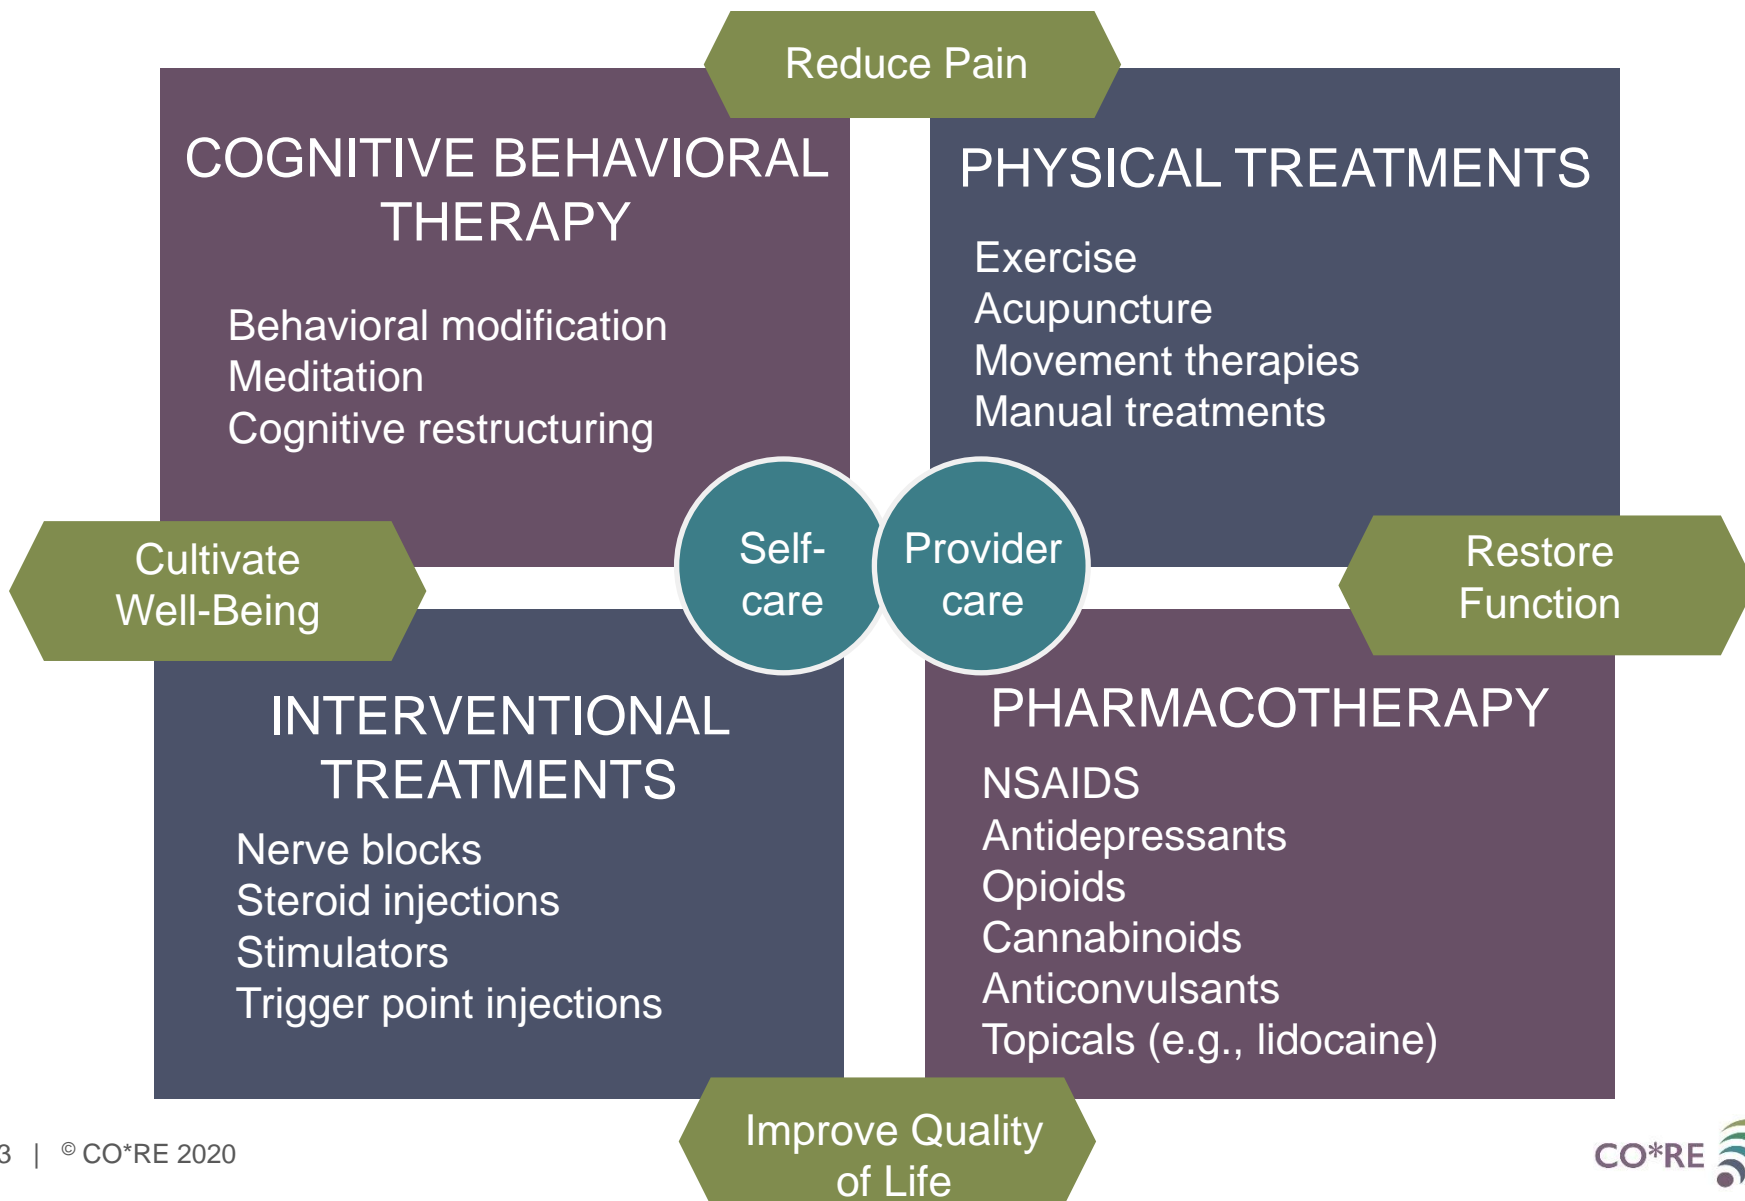 Reduce Pain
COGNITIVE BEHAVIORAL
THERAPY
Behavioral modification
Meditation
Cognitive restructuring
PHYSICAL TREATMENTS
Exercise
Acupuncture
Movement therapies
Manual treatments
Self-
care
Provider
care
Cultivate
Well-Being
Restore
Function
INTERVENTIONAL
TREATMENTS
Nerve blocks
Steroid injections
Stimulators
Trigger point injections
PHARMACOTHERAPY
NSAIDS
Antidepressants
Opioids
Cannabinoids
Anticonvulsants
Topicals (e.g., lidocaine)
Improve Quality
of Life
3 | © CO*RE 2020
CO*RE